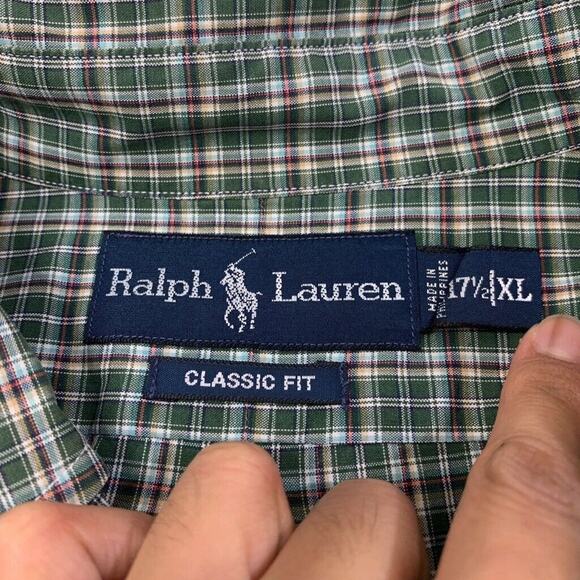 Ralph Lauren
MADE IN
PHILIPPINES
17½ XL
CLASSIC FIT